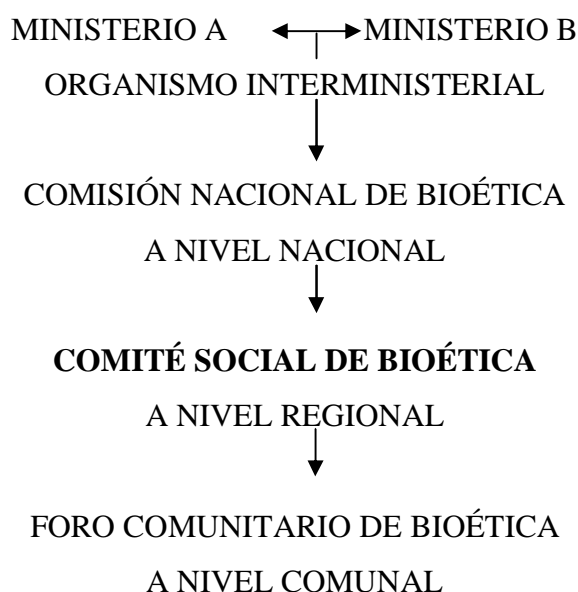 MINISTERIO A MINISTERIO B
ORGANISMO INTERMINISTERIAL
COMISIÓN NACIONAL DE BIOÉTICA
A NIVEL NACIONAL
COMITÉ SOCIAL DE BIOÉTICA
A NIVEL REGIONAL
FORO COMUNITARIO DE BIOÉTICA
A NIVEL COMUNAL